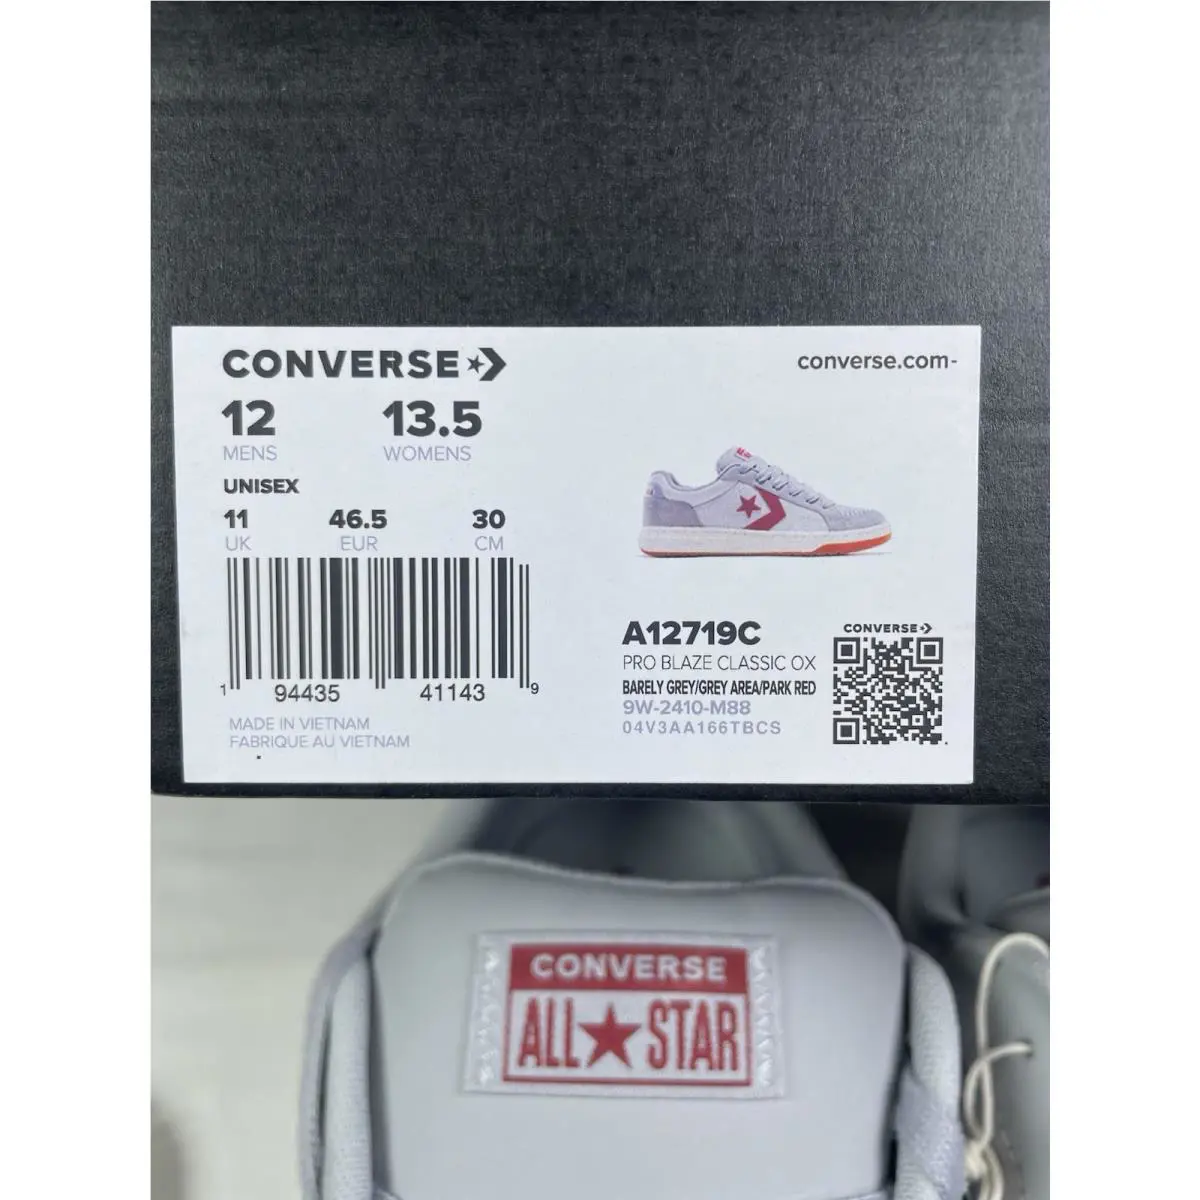 CONVERSE
converse.com
12 13.5
MENS WOMENS
UNISEX
11 46.5 30
UK EUR CM
1 94435 41143 9
MADE IN VIETNAM
FABRIQUE AU VIETNAM
A12719C
PRO BLAZE CLASSIC OX
BARELY GREY/GREY AREA/PARK RED
9W-2410-M88
04V3AA166TBCS
CONVERSE
CONVERSE
ALL★STAR